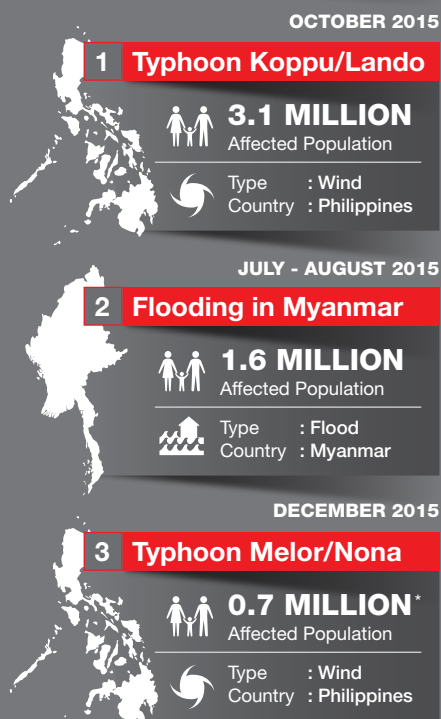 OCTOBER 2015
1 Typhoon Koppu/Lando
3.1 MILLION
Affected Population
Type : Wind
Country : Philippines
JULY - AUGUST 2015
2 Flooding in Myanmar
1.6 MILLION
Affected Population
Type : Flood
Country : Myanmar
DECEMBER 2015
3 Typhoon Melor/Nona
0.7 MILLION*
Affected Population
Type : Wind
Country : Philippines